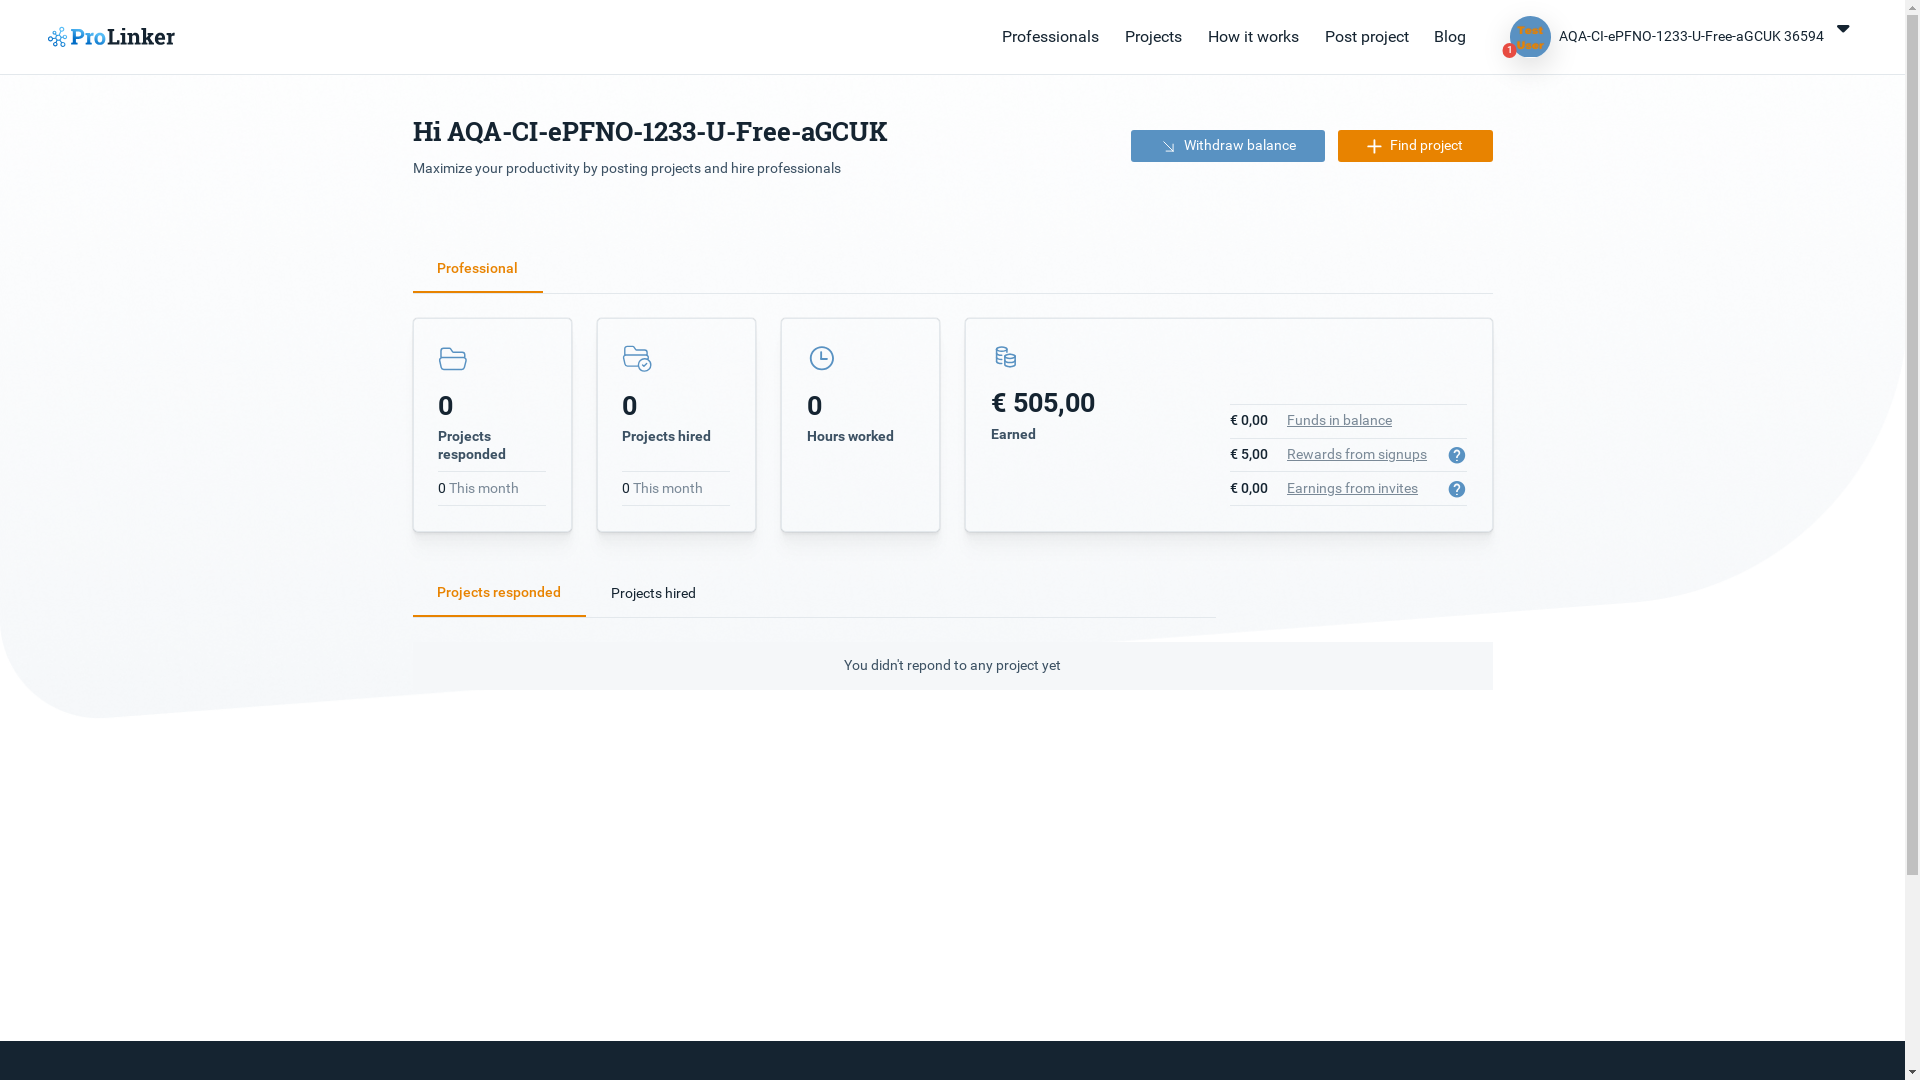 ProLinker
Professionals
Projects
How it works
Post project
Blog
Test
User
1
AQA-CI-ePFNO-1233-U-Free-aGCUK 36594
Hi AQA-CI-ePFNO-1233-U-Free-aGCUK
Maximize your productivity by posting projects and hire professionals
Withdraw balance
Find project
Professional
0
Projects
responded
0 This month
0
Projects hired
0 This month
0
Hours worked
€ 505,00
Earned
€ 0,00 Funds in balance
€ 5,00 Rewards from signups ?
€ 0,00 Earnings from invites ?
Projects responded
Projects hired
You didn't repond to any project yet